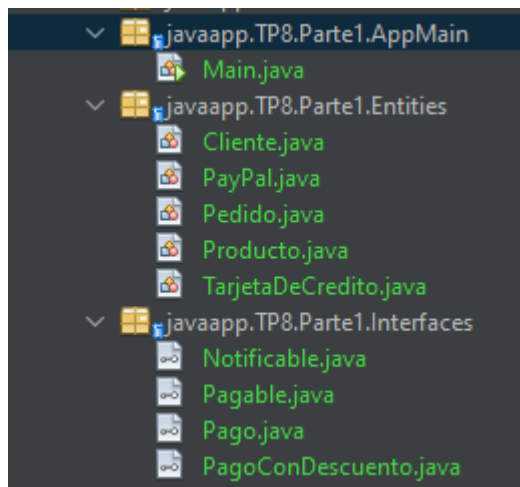 javaapp.TP8.Parte1.AppMain
Main.java
javaapp.TP8.Parte1.Entities
Cliente.java
PayPal.java
Pedido.java
Producto.java
TarjetaDeCredito.java
javaapp.TP8.Parte1.Interfaces
Notificable.java
Pagable.java
Pago.java
PagoConDescuento.java